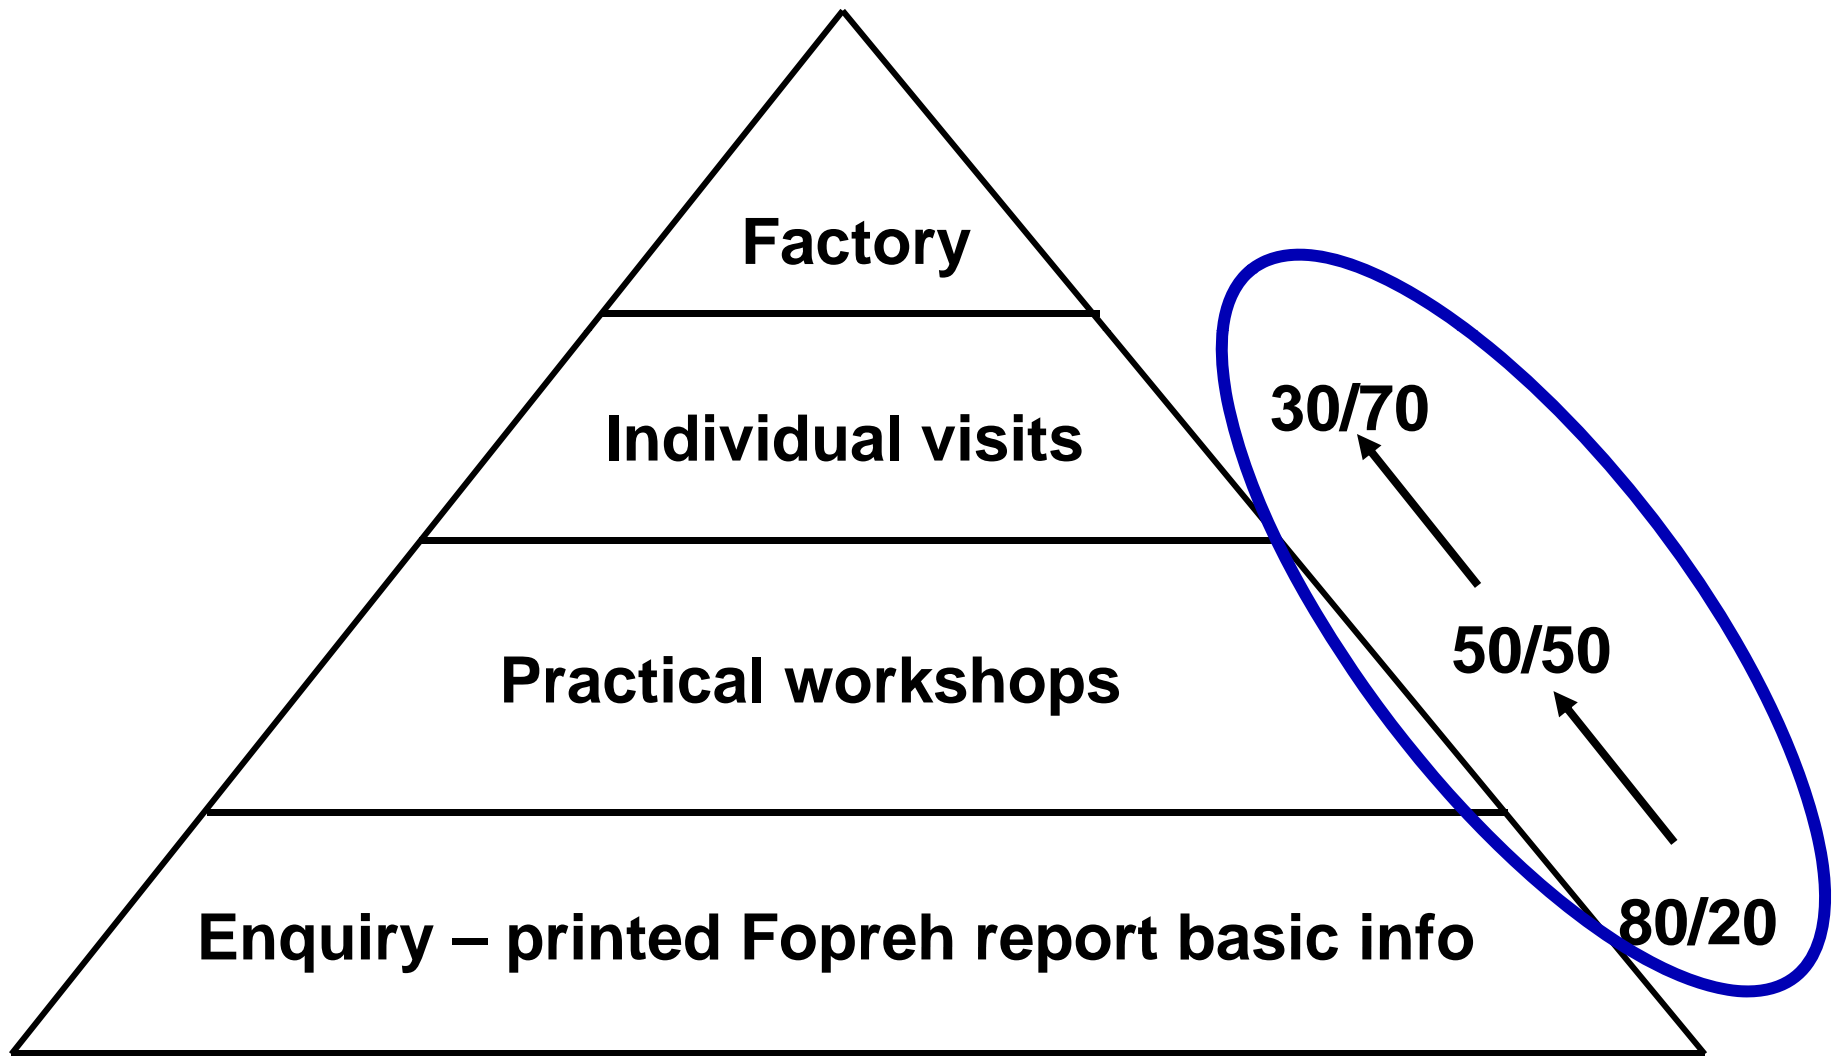 Factory
Individual visits
30/70
Practical workshops
50/50
Enquiry – printed Fopreh report basic info
80/20